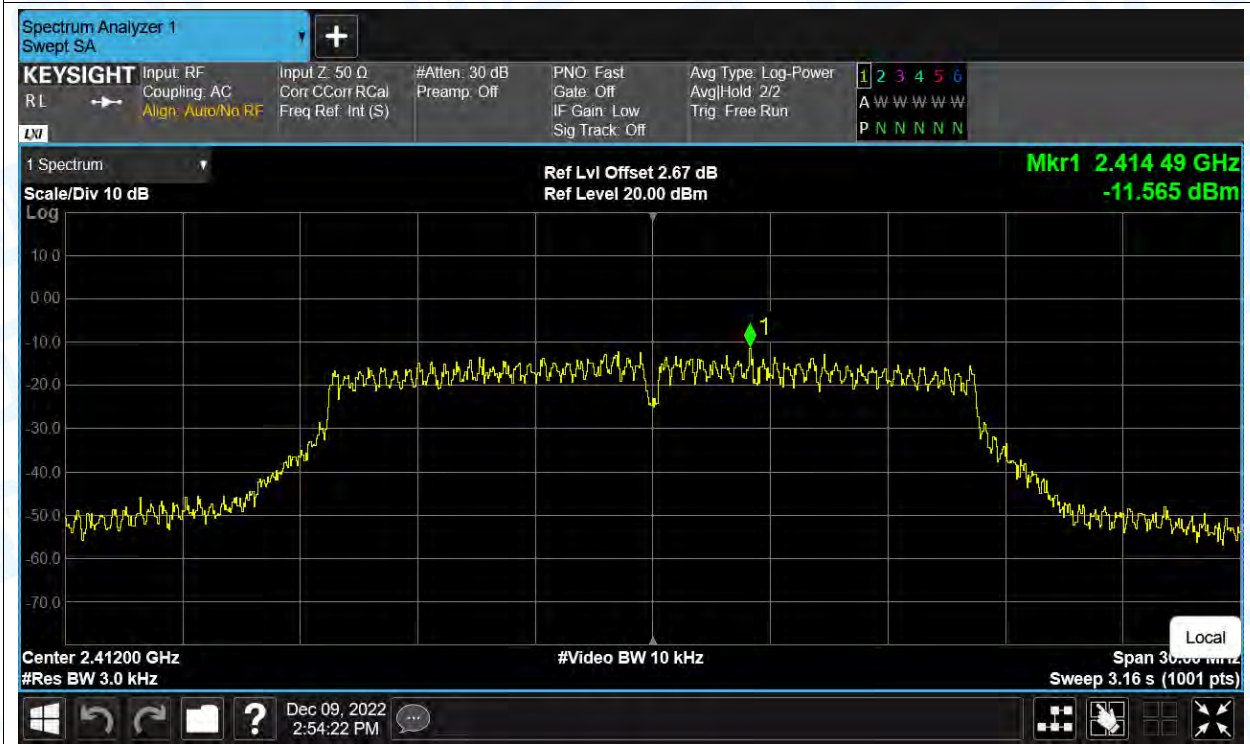 Spectrum Analyzer 1
Swept SA
KEYSIGHT
RL
LXI
Input: RF
Coupling: AC
Align: Auto/No RF
Input Z: 50 Ω
Corr CCorr RCal
Freq Ref: Int (S)
#Atten: 30 dB
Preamp: Off
PNO: Fast
Gate: Off
IF Gain: Low
Sig Track: Off
Avg Type: Log-Power
Avg|Hold: 2/2
Trig: Free Run
1 2 3 4 5 6
A W W W W W
P N N N N N
1 Spectrum
Scale/Div 10 dB
Log
Ref Lvl Offset 2.67 dB
Ref Level 20.00 dBm
Mkr1 2.414 49 GHz
-11.565 dBm
10.0
0.00
-10.0
-20.0
-30.0
-40.0
-50.0
-60.0
-70.0
1
Local
Center 2.41200 GHz
#Res BW 3.0 kHz
#Video BW 10 kHz
Span 30.00 MHz
Sweep 3.16 s (1001 pts)
?
Dec 09, 2022
2:54:22 PM